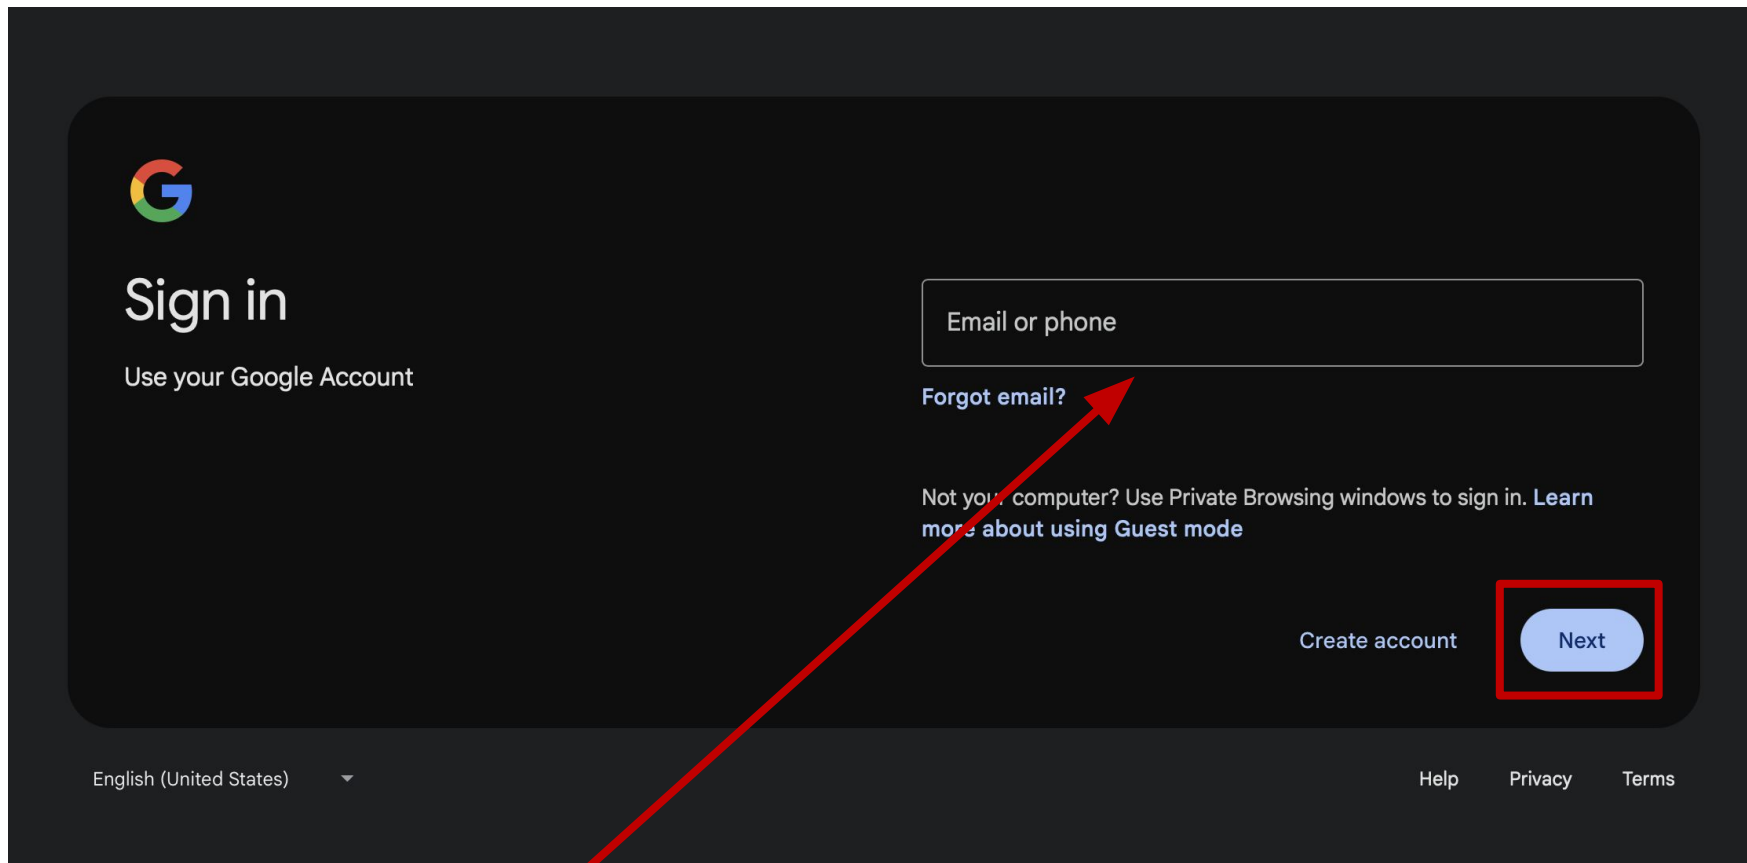 Sign in
Use your Google Account
Email or phone
Forgot email?
Not your computer? Use Private Browsing windows to sign in. Learn
more about using Guest mode
Create account
Next
English (United States)
Help
Privacy
Terms